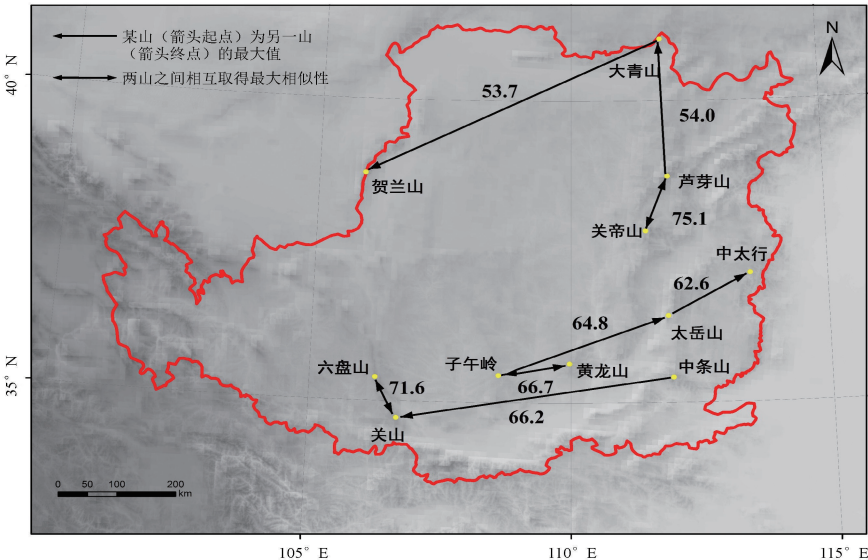 某山（箭头起点）为另一山
（箭头终点）的最大值
两山之间相互取得最大相似性
N
40° N
大青山
53.7
54.0
贺兰山
芦芽山
关帝山
75.1
中太行
62.6
64.8
太岳山
35° N
六盘山
子午岭
黄龙山
中条山
71.6
66.7
66.2
关山
0 50 100 200
km
105° E
110° E
115° E